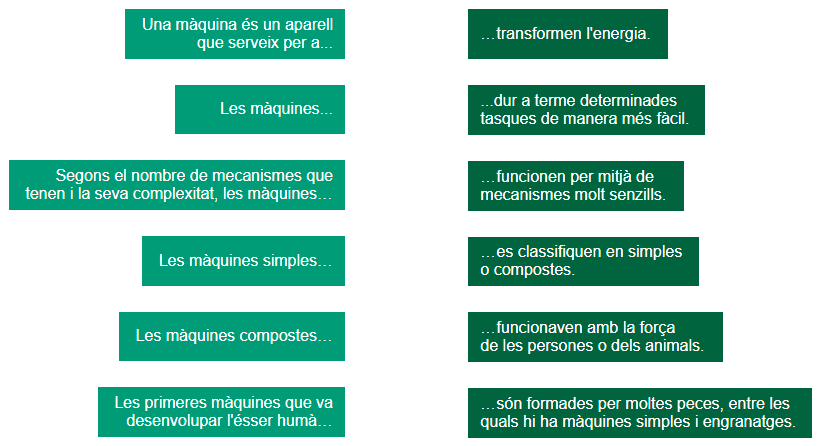 Una màquina és un aparell
que serveix per a...
…transformen l'energia.
Les màquines...
...dur a terme determinades
tasques de manera més fàcil.
Segons el nombre de mecanismes que
tenen i la seva complexitat, les màquines…
…funcionen per mitjà de
mecanismes molt senzills.
Les màquines simples…
…es classifiquen en simples
o compostes.
Les màquines compostes…
…funcionaven amb la força
de les persones o dels animals.
Les primeres màquines que va
desenvolupar l'ésser humà…
…són formades per moltes peces, entre les
quals hi ha màquines simples i engranatges.